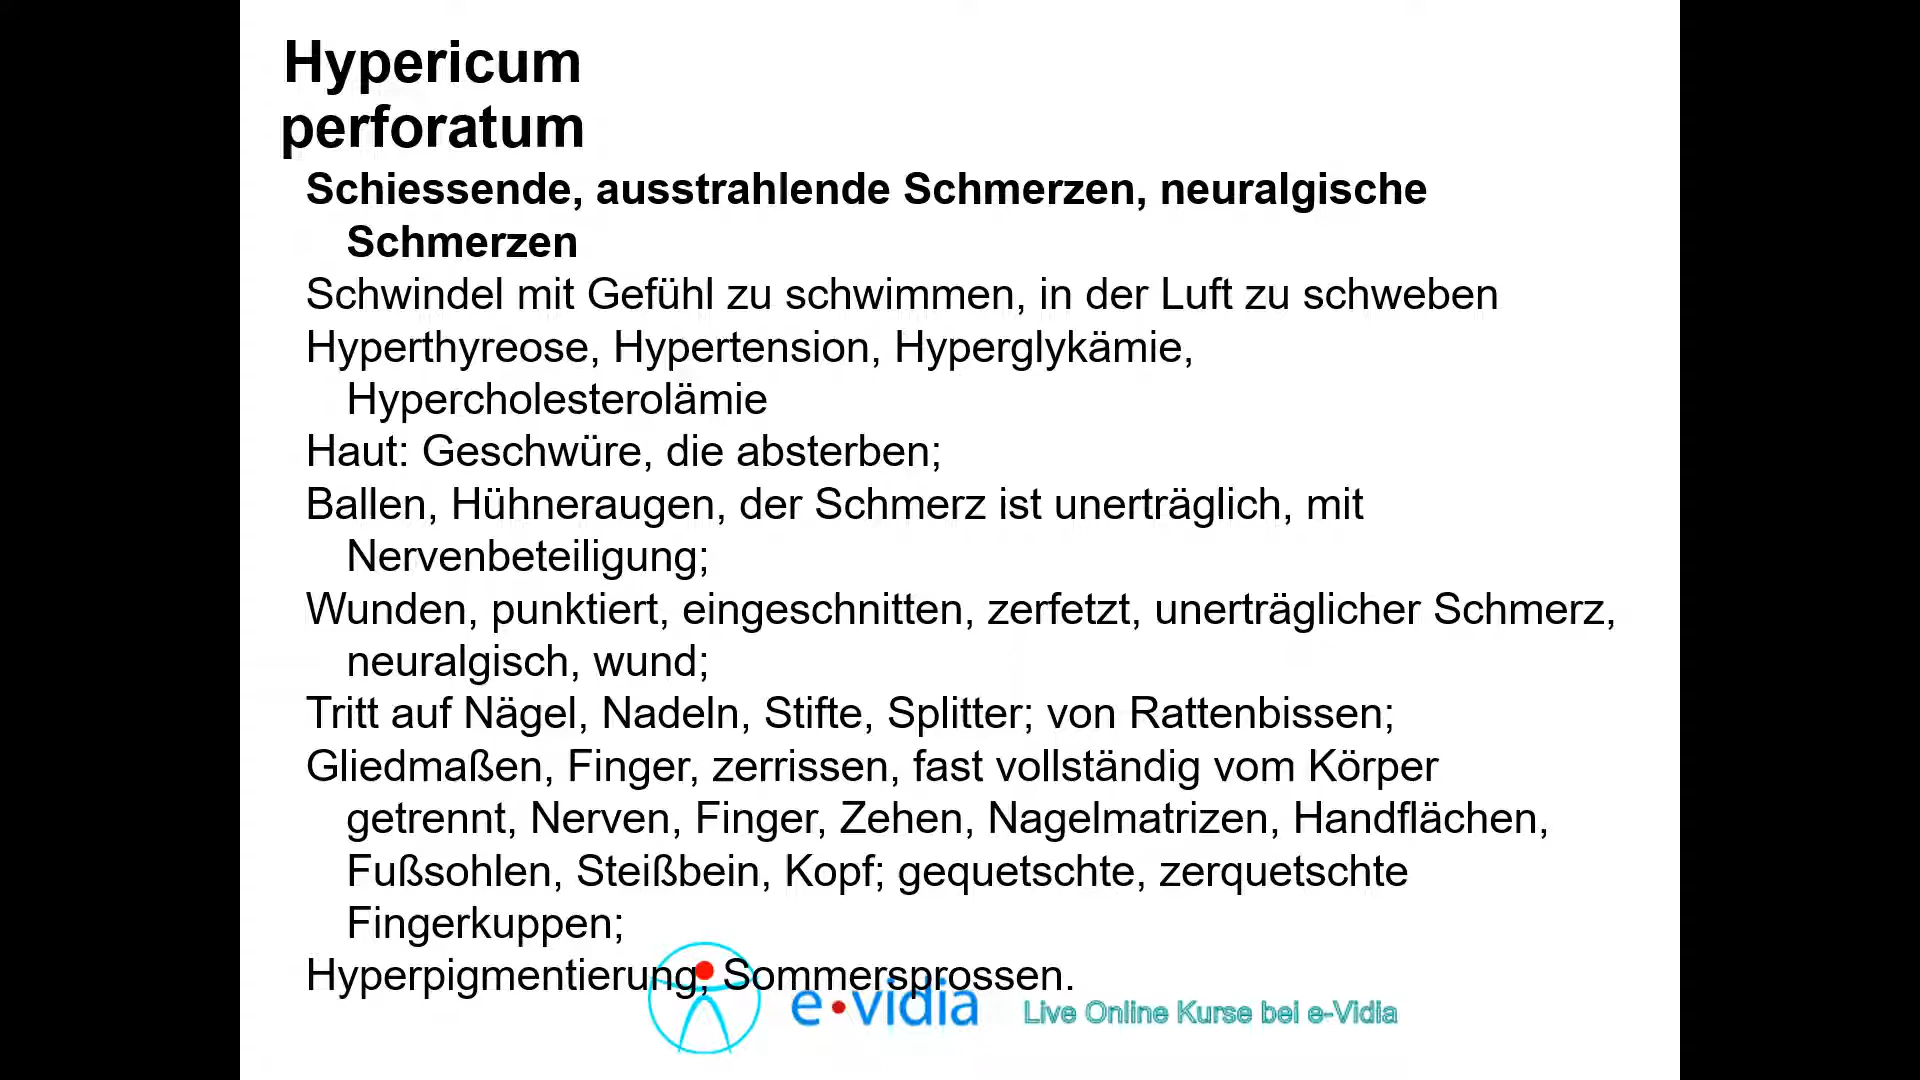 Hypericum
perforatum
Schiessende, ausstrahlende Schmerzen, neuralgische
Schmerzen
Schwindel mit Gefühl zu schwimmen, in der Luft zu schweben
Hyperthyreose, Hypertension, Hyperglykämie,
Hypercholesterolämie
Haut: Geschwüre, die absterben;
Ballen, Hühneraugen, der Schmerz ist unerträglich, mit
Nervenbeteiligung;
Wunden, punktiert, eingeschnitten, zerfetzt, unerträglicher Schmerz,
neuralgisch, wund;
Tritt auf Nägel, Nadeln, Stifte, Splitter; von Rattenbissen;
Gliedmaßen, Finger, zerrissen, fast vollständig vom Körper
getrennt, Nerven, Finger, Zehen, Nagelmatrizen, Handflächen,
Fußsohlen, Steißbein, Kopf; gequetschte, zerquetschte
Fingerkuppen;
Hyperpigmentierung, Sommersprossen.
e•vidia Live Online Kurse bei e-Vidia